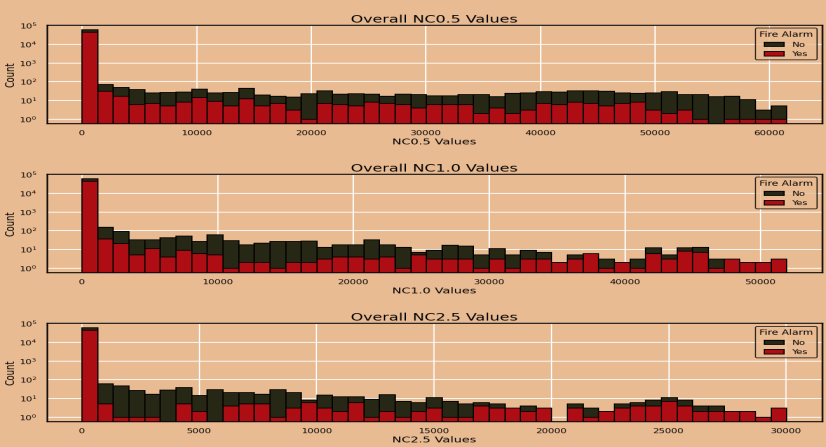 Overall NC0.5 Values
Count
10⁵
10⁴
10³
10²
10¹
10⁰
Fire Alarm
No
Yes
0 10000 20000 30000 40000 50000 60000
NC0.5 Values
Overall NC1.0 Values
Count
10⁵
10⁴
10³
10²
10¹
10⁰
Fire Alarm
No
Yes
0 10000 20000 30000 40000 50000
NC1.0 Values
Overall NC2.5 Values
Count
10⁵
10⁴
10³
10²
10¹
10⁰
Fire Alarm
No
Yes
0 5000 10000 15000 20000 25000 30000
NC2.5 Values